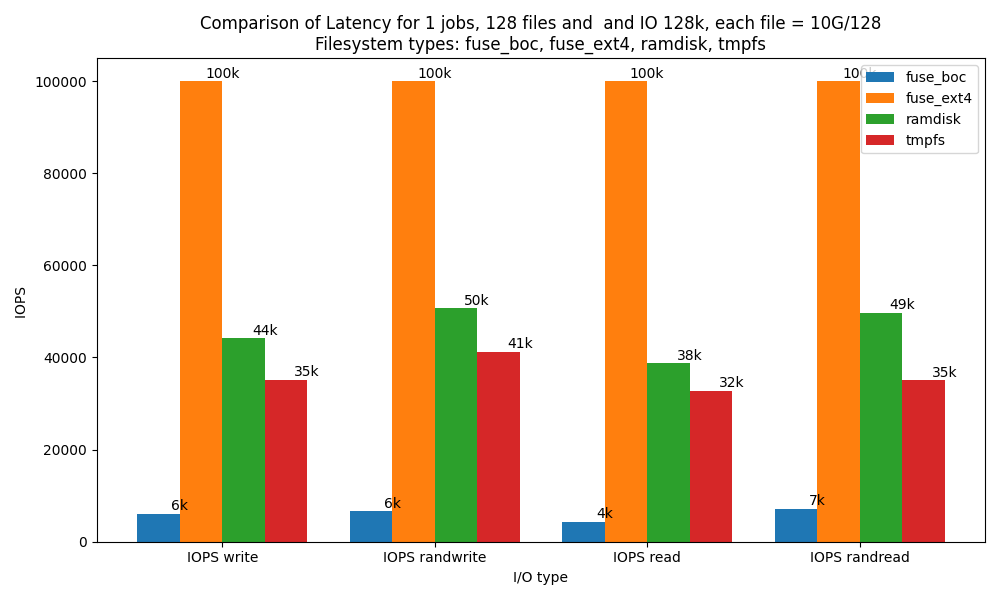 Comparison of Latency for 1 jobs, 128 files and  and IO 128k, each file = 10G/128
Filesystem types: fuse_boc, fuse_ext4, ramdisk, tmpfs
100k
100k
100k
100k
fuse_boc
fuse_ext4
ramdisk
tmpfs
IOPS
100000
80000
60000
40000
20000
0
6k
44k
35k
6k
50k
41k
4k
38k
32k
7k
49k
35k
IOPS write
IOPS randwrite
IOPS read
IOPS randread
I/O type